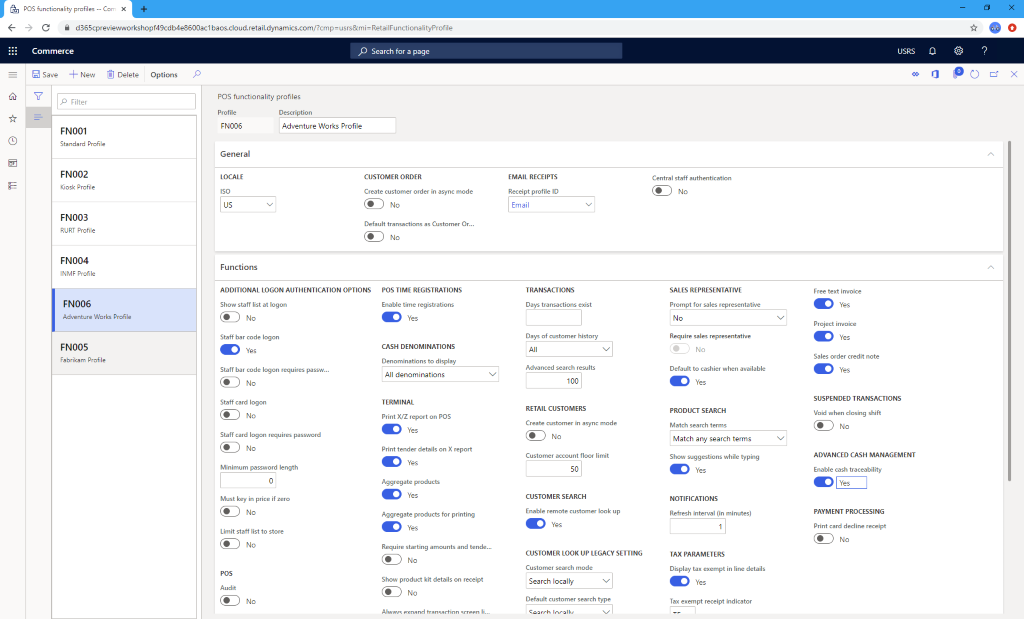 POS functionality profiles -- Com
d365cpreviewworkshopf49cdb4e8600ac1baos.cloud.retail.dynamics.com/?cmp=usrs&mi=RetailFunctionalityProfile
Commerce
Search for a page
USRS
?
Save
New
Delete
Options
0
Filter
FN001
Standard Profile
FN002
Kiosk Profile
FN003
RURT Profile
FN004
INMF Profile
FN006
Adventure Works Profile
FN005
Fabrikam Profile
POS functionality profiles
Profile
Description
FN006
Adventure Works Profile
General
LOCALE
ISO
US
CUSTOMER ORDER
Create customer order in async mode
No
Default transactions as Customer Or...
No
EMAIL RECEIPTS
Receipt profile ID
Email
Central staff authentication
No
Functions
ADDITIONAL LOGON AUTHENTICATION OPTIONS
Show staff list at logon
No
Staff bar code logon
Yes
Staff bar code logon requires passw...
No
Staff card logon
No
Staff card logon requires password
No
Minimum password length
0
Must key in price if zero
No
Limit staff list to store
No
POS
Audit
No
POS TIME REGISTRATIONS
Enable time registrations
Yes
CASH DENOMINATIONS
Denominations to display
All denominations
TERMINAL
Print X/Z report on POS
Yes
Print tender details on X report
Yes
Aggregate products
Yes
Aggregate products for printing
Yes
Require starting amounts and tende...
No
Show product kit details on receipt
No
Always expand transaction screen li...
TRANSACTIONS
Days transactions exist
Days of customer history
All
Advanced search results
100
RETAIL CUSTOMERS
Create customer in async mode
No
Customer account floor limit
50
CUSTOMER SEARCH
Enable remote customer look up
Yes
CUSTOMER LOOK UP LEGACY SETTING
Customer search mode
Search locally
Default customer search type
Search locally
SALES REPRESENTATIVE
Prompt for sales representative
No
Require sales representative
No
Default to cashier when available
Yes
PRODUCT SEARCH
Match search terms
Match any search terms
Show suggestions while typing
Yes
NOTIFICATIONS
Refresh interval (in minutes)
1
TAX PARAMETERS
Display tax exempt in line details
Yes
Tax exempt receipt indicator
Free text invoice
Yes
Project invoice
Yes
Sales order credit note
Yes
SUSPENDED TRANSACTIONS
Void when closing shift
No
ADVANCED CASH MANAGEMENT
Enable cash traceability
Yes
PAYMENT PROCESSING
Print card decline receipt
No